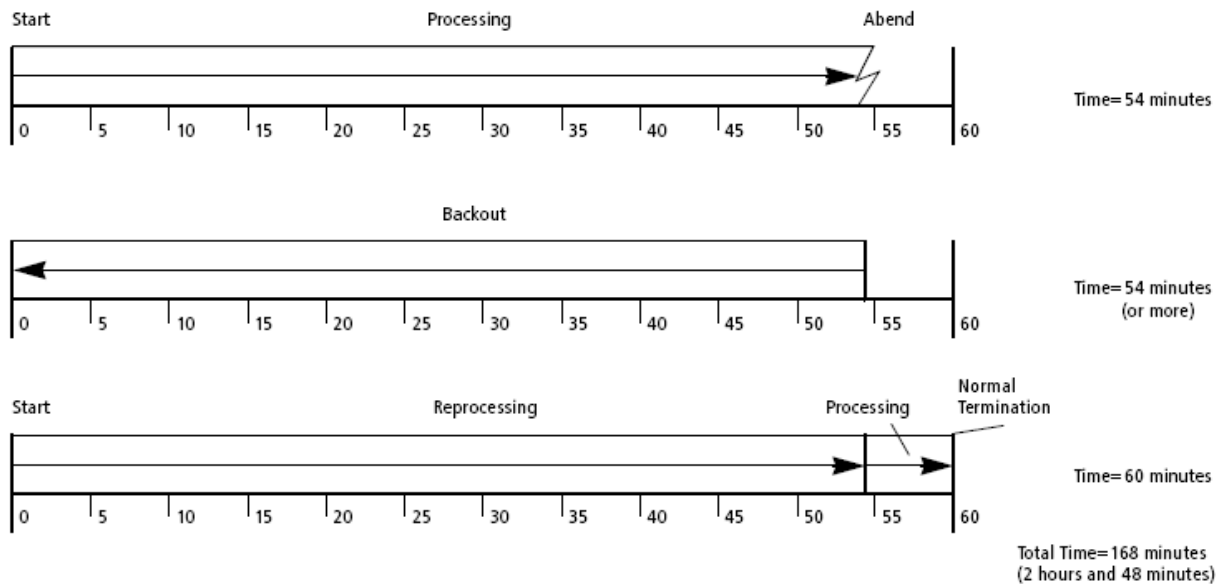 Start Processing Abend
Time=54 minutes
0 5 10 15 20 25 30 35 40 45 50 55 60
Backout
Time=54 minutes
(or more)
0 5 10 15 20 25 30 35 40 45 50 55 60
Normal
Start Reprocessing Processing Termination
Time=60 minutes
0 5 10 15 20 25 30 35 40 45 50 55 60
Total Time=168 minutes
(2 hours and 48 minutes)